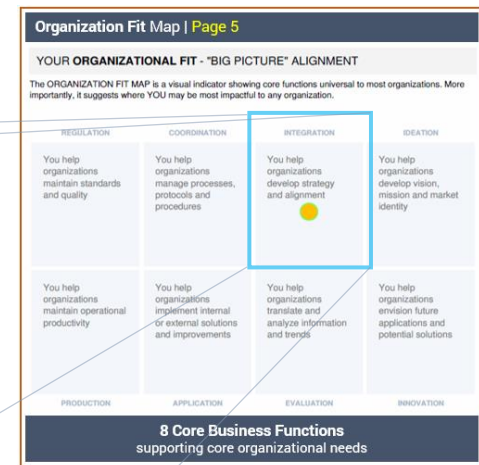 Organization Fit Map | Page 5
YOUR ORGANIZATIONAL FIT - "BIG PICTURE" ALIGNMENT
The ORGANIZATION FIT MAP is a visual indicator showing core functions universal to most organizations. More
importantly, it suggests where YOU may be most impactful to any organization.
REGULATION
COORDINATION
INTEGRATION
IDEATION
You help
organizations
maintain standards
and quality
You help
organizations
manage processes,
protocols and
procedures
You help
organizations
develop strategy
and alignment
You help
organizations
develop vision,
mission and market
identity
You help
organizations
maintain operational
productivity
You help
organizations
implement internal
or external solutions
and improvements
You help
organizations
translate and
analyze information
and trends
You help
organizations
envision future
applications and
potential solutions
PRODUCTION
APPLICATION
EVALUATION
INNOVATION
8 Core Business Functions
supporting core organizational needs